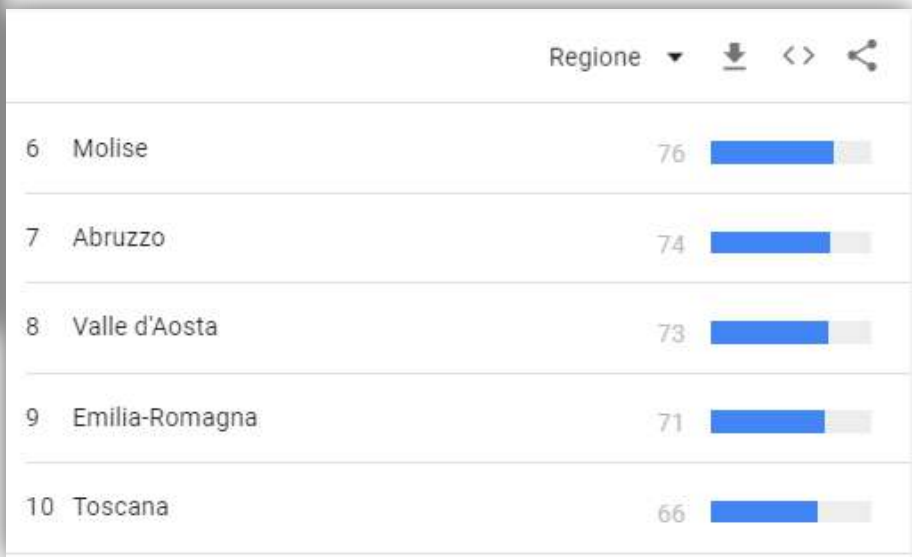 Regione
6 Molise 76
7 Abruzzo 74
8 Valle d'Aosta 73
9 Emilia-Romagna 71
10 Toscana 66